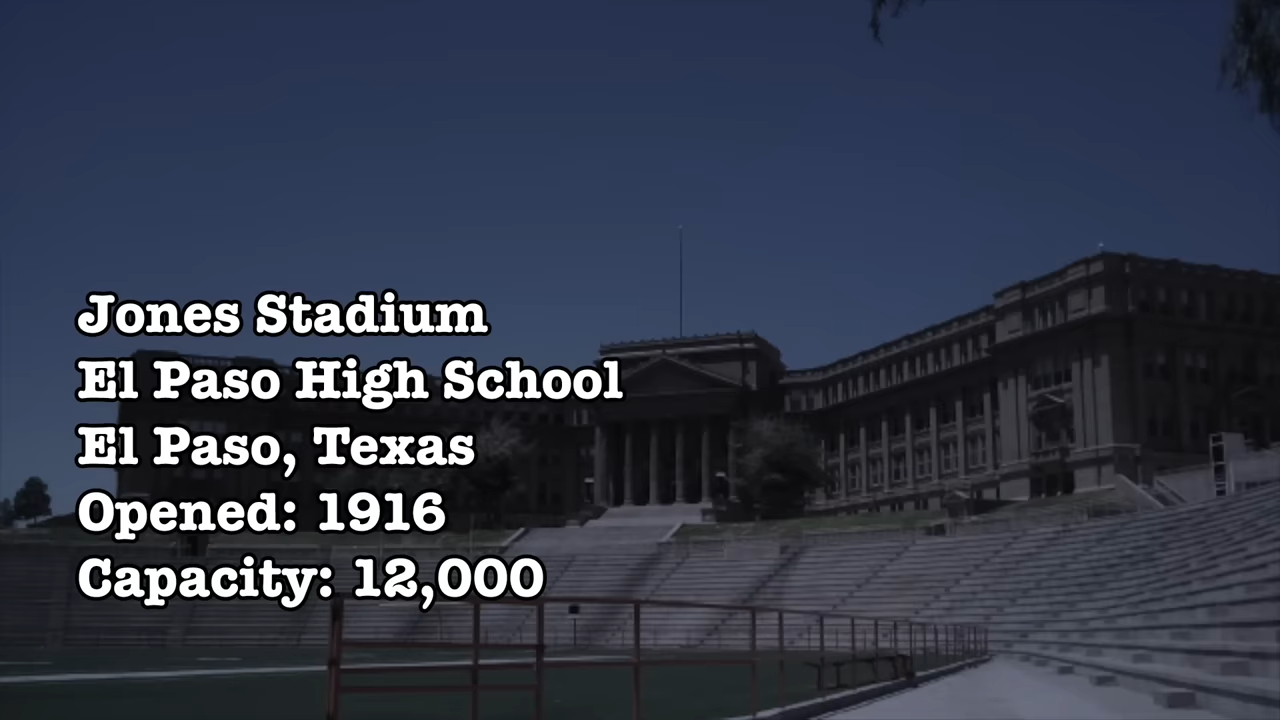 Jones Stadium
El Paso High School
El Paso, Texas
Opened: 1916
Capacity: 12,000